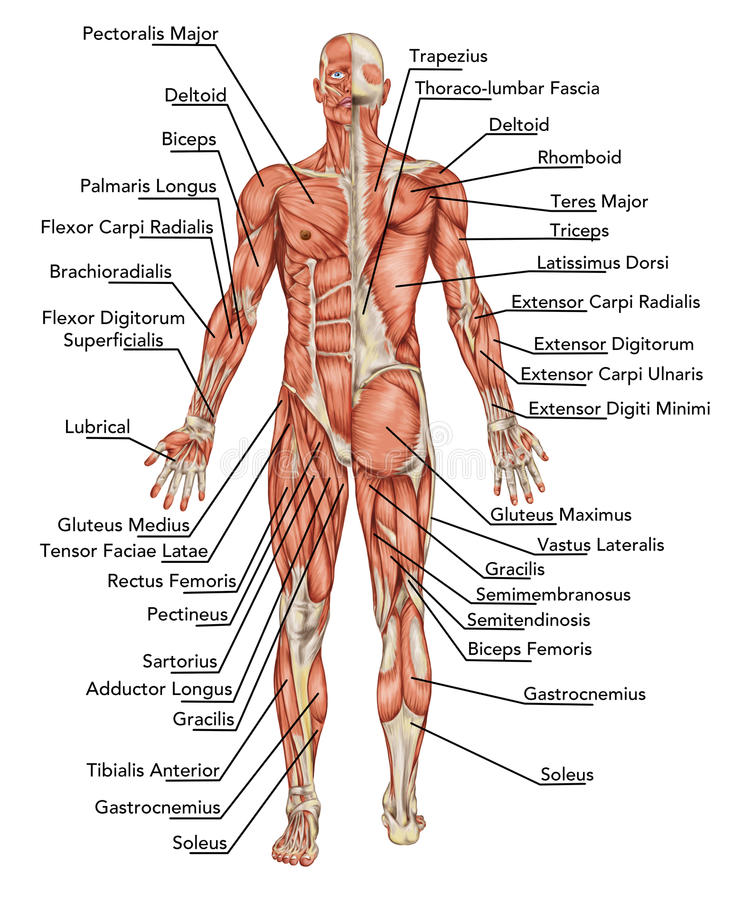 Pectoralis Major
Deltoid
Biceps
Palmaris Longus
Flexor Carpi Radialis
Brachioradialis
Flexor Digitorum
Superficialis
Lubrical
Gluteus Medius
Tensor Faciae Latae
Rectus Femoris
Pectineus
Sartorius
Adductor Longus
Gracilis
Tibialis Anterior
Gastrocnemius
Soleus
Trapezius
Thoraco-lumbar Fascia
Deltoid
Rhomboid
Teres Major
Triceps
Latissimus Dorsi
Extensor Carpi Radialis
Extensor Digitorum
Extensor Carpi Ulnaris
Extensor Digiti Minimi
Gluteus Maximus
Vastus Lateralis
Gracilis
Semimembranosus
Semitendinosis
Biceps Femoris
Gastrocnemius
Soleus
dreamstime